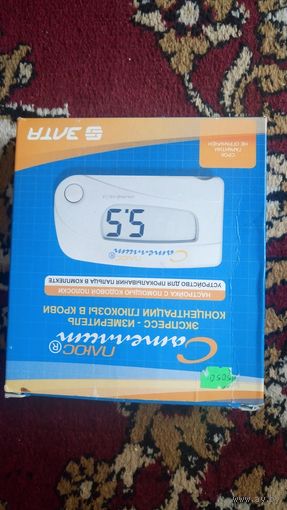 Сателлит®
ПЛЮС
ЭКСПРЕСС-ИЗМЕРИТЕЛЬ
КОНЦЕНТРАЦИИ ГЛЮКОЗЫ В КРОВИ
НАСТРОЙКА С ПОМОЩЬЮ КОДОВОЙ ПОЛОСКИ
УСТРОЙСТВО ДЛЯ ПРОКАЛЫВАНИЯ ПАЛЬЦА В КОМПЛЕКТЕ
Сателлит
ПЛЮС
5.5
СРОК
ГАРАНТИИ
НЕ ОГРАНИЧЕН
ЭЛТА